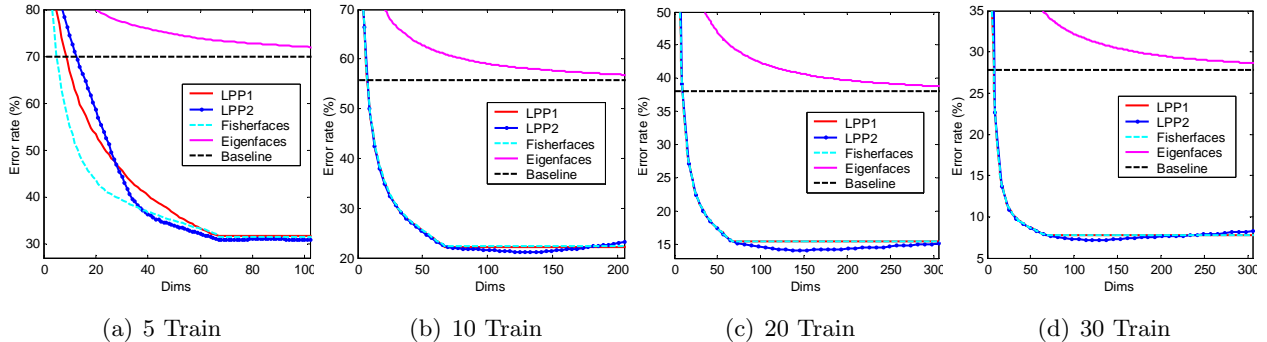 80
70
60
50
40
30
0
20
40
60
80
100
Error rate (%)
Dims
LPP1
LPP2
Fisherfaces
Eigenfaces
Baseline
(a) 5 Train
70
60
50
40
30
20
0
50
100
150
200
Error rate (%)
Dims
LPP1
LPP2
Fisherfaces
Eigenfaces
Baseline
(b) 10 Train
50
45
40
35
30
25
20
15
0
50
100
150
200
250
300
Error rate (%)
Dims
LPP1
LPP2
Fisherfaces
Eigenfaces
Baseline
(c) 20 Train
35
30
25
20
15
10
5
0
50
100
150
200
250
300
Error rate (%)
Dims
LPP1
LPP2
Fisherfaces
Eigenfaces
Baseline
(d) 30 Train